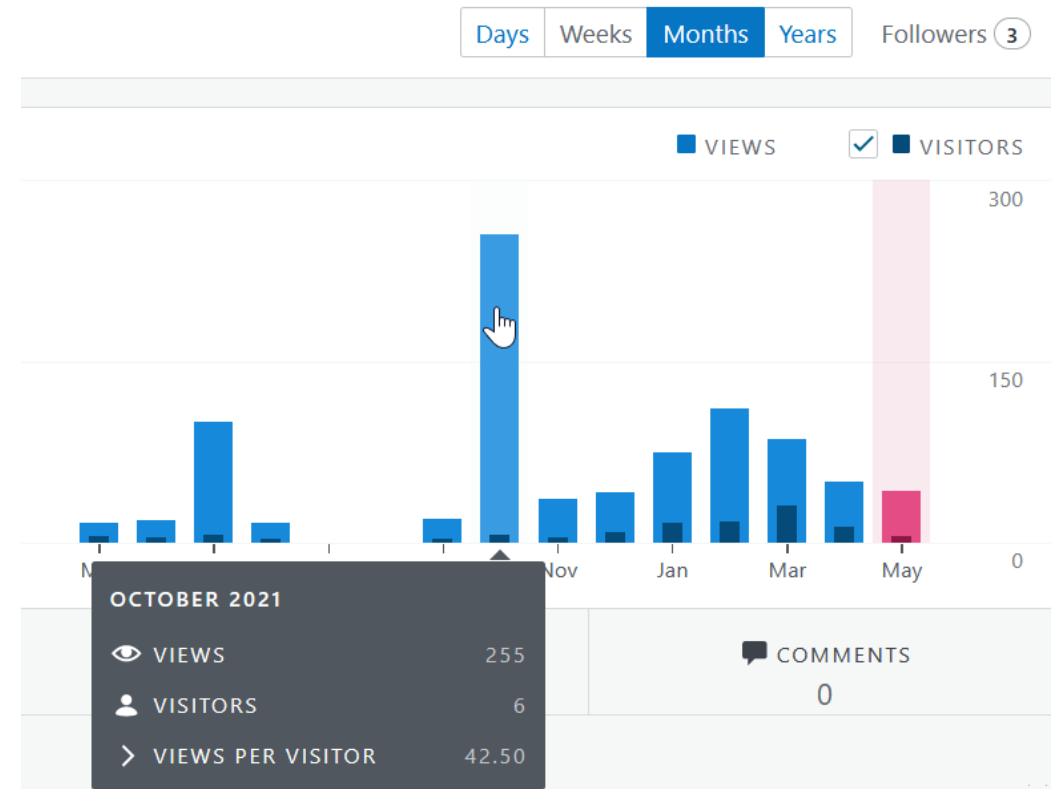 Days Weeks Months Years Followers 3
VIEWS VISITORS
300
150
0
Nov Jan Mar May
OCTOBER 2021
VIEWS 255
VISITORS 6
VIEWS PER VISITOR 42.50
COMMENTS
0